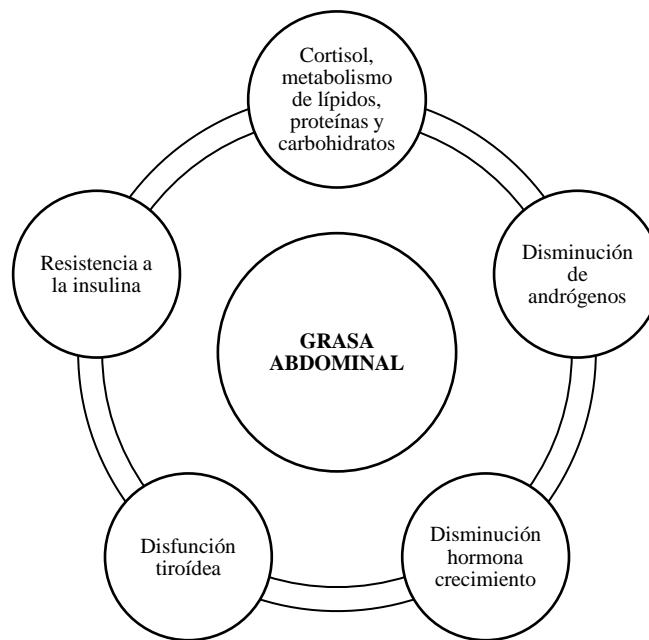 Cortisol,
metabolismo
de lípidos,
proteínas y
carbohidratos
Disminución
de
andrógenos
Disminución
hormona
crecimiento
Disfunción
tiroídea
Resistencia a
la insulina
GRASA
ABDOMINAL